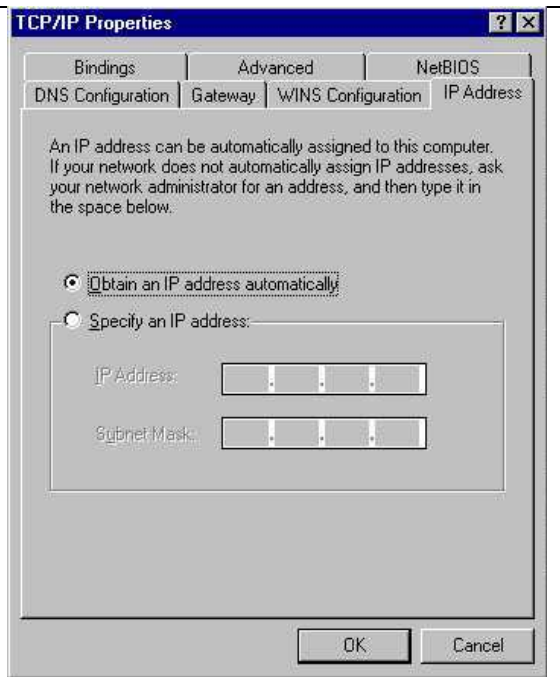 TCP/IP Properties
Bindings Advanced NetBIOS
DNS Configuration Gateway WINS Configuration IP Address
An IP address can be automatically assigned to this computer.
If your network does not automatically assign IP addresses, ask
your network administrator for an address, and then type it in
the space below.
Obtain an IP address automatically
Specify an IP address:
IP Address:
Subnet Mask:
OK Cancel